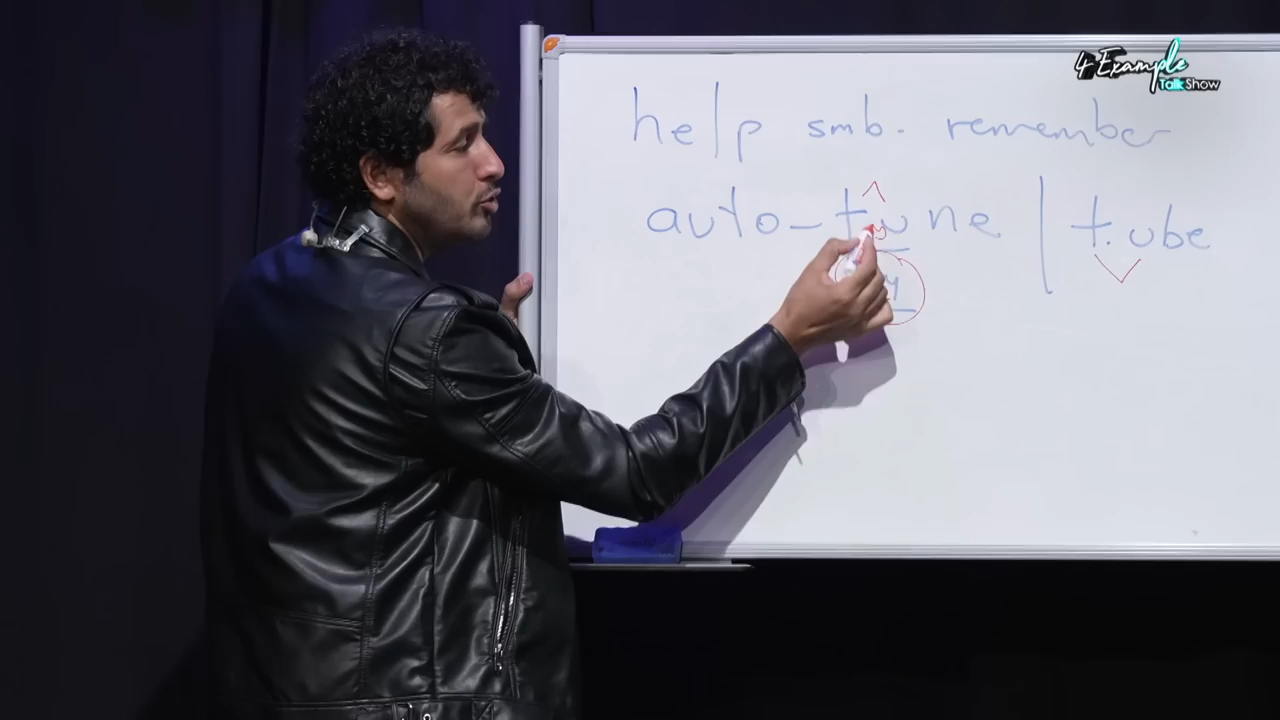 4 Example
Talk Show
help smb. remember
auto-tune | tube
y
y